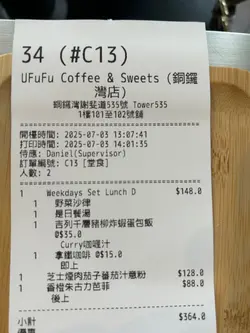 34 (#C13)
UFuFu Coffee & Sweets (銅鑼
灣店)
銅鑼灣謝斐道535號 Tower535
1樓101至102號鋪
開檯時間: 2025-07-03 13:07:41
打印時間: 2025-07-03 14:01:35
侍應: Daniel(Supervisor)
訂單編號: C13 [堂食]
人數: 2
1 Weekdays Set Lunch D $148.0
1 野菜沙律
1 是日餐湯
1 吉列千層豬柳炸蝦蛋包飯
@$35.0
Curry咖喱汁
1 拿鐵咖啡 @$15.0
即上
1 芝士燒肉茄子番茄汁意粉 $128.0
1 香橙朱古力芭菲 $88.0
後上
小計 $364.0